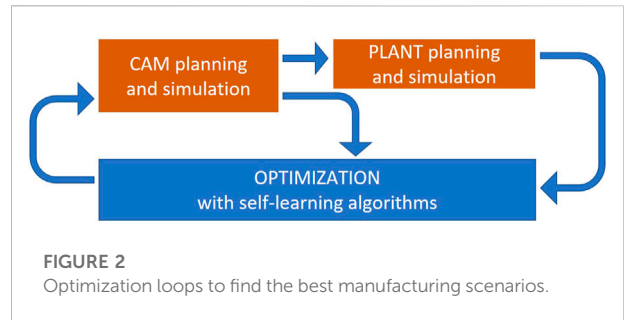 CAM planning
and simulation
PLANT planning
and simulation
OPTIMIZATION
with self-learning algorithms
FIGURE 2
Optimization loops to find the best manufacturing scenarios.